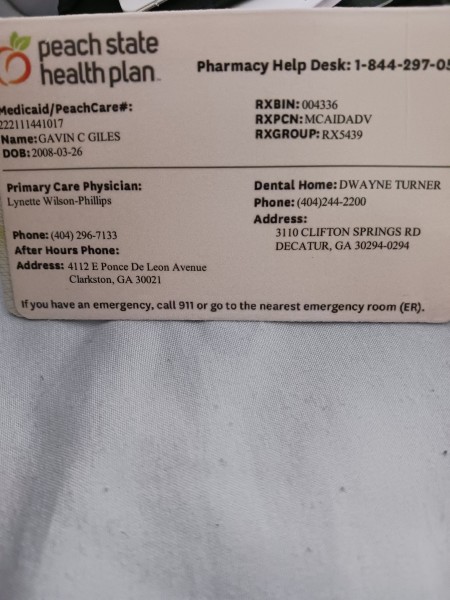 peach state
health plan
Pharmacy Help Desk: 1-844-297-05
Medicaid/PeachCare#:
222111441017
Name: GAVIN C GILES
DOB: 2008-03-26
RXBIN: 004336
RXPCN: MCAIDADV
RXGROUP: RX5439
Primary Care Physician:
Lynette Wilson-Phillips
Phone: (404) 296-7133
After Hours Phone:
Address: 4112 E Ponce De Leon Avenue
Clarkston, GA 30021
Dental Home: DWAYNE TURNER
Phone: (404)244-2200
Address:
3110 CLIFTON SPRINGS RD
DECATUR, GA 30294-0294
If you have an emergency, call 911 or go to the nearest emergency room (ER).